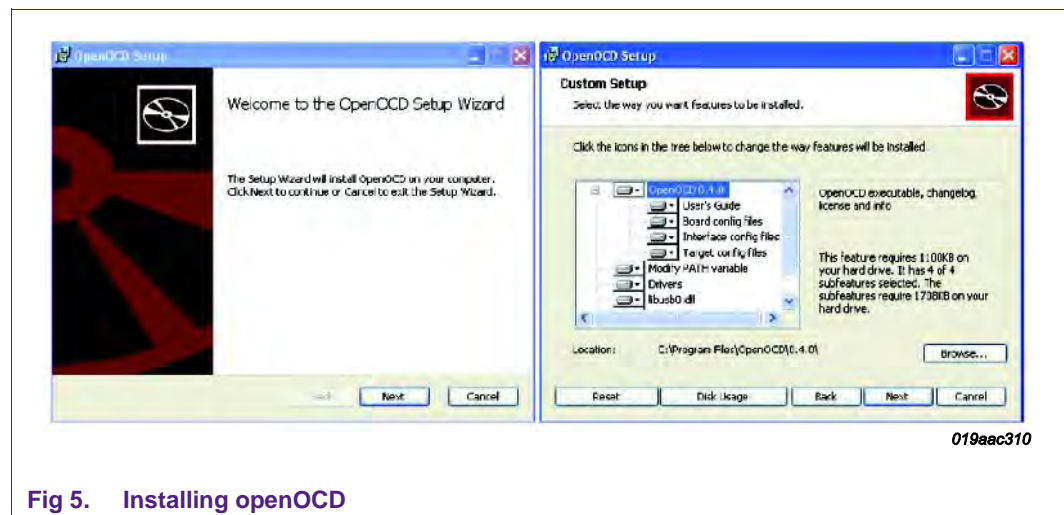 OpenOCD Setup
Welcome to the OpenOCD Setup Wizard
The Setup Wizard will install OpenOCD on your computer.
Click Next to continue or Cancel to exit the Setup Wizard.
Next
Cancel
OpenOCD Setup
Custom Setup
Select the way you want features to be installed.
Click the icons in the tree below to change the way features will be installed
OpenOCD 0.4.0
User's Guide
Board config files
Interface config files
Target config files
Modify PATH variable
Drivers
libusb0 dll
OpenOCD executable, changelog,
license and info
This feature requires 1100KB on
your hard drive. It has 4 of 4
subfeatures selected. The
subfeatures require 1708KB on your
hard drive.
Location:
C:\Program Files\OpenOCD\0.4.0\
Browse...
Reset
Disk Usage
Back
Next
Cancel
019aac310
Fig 5. Installing openOCD